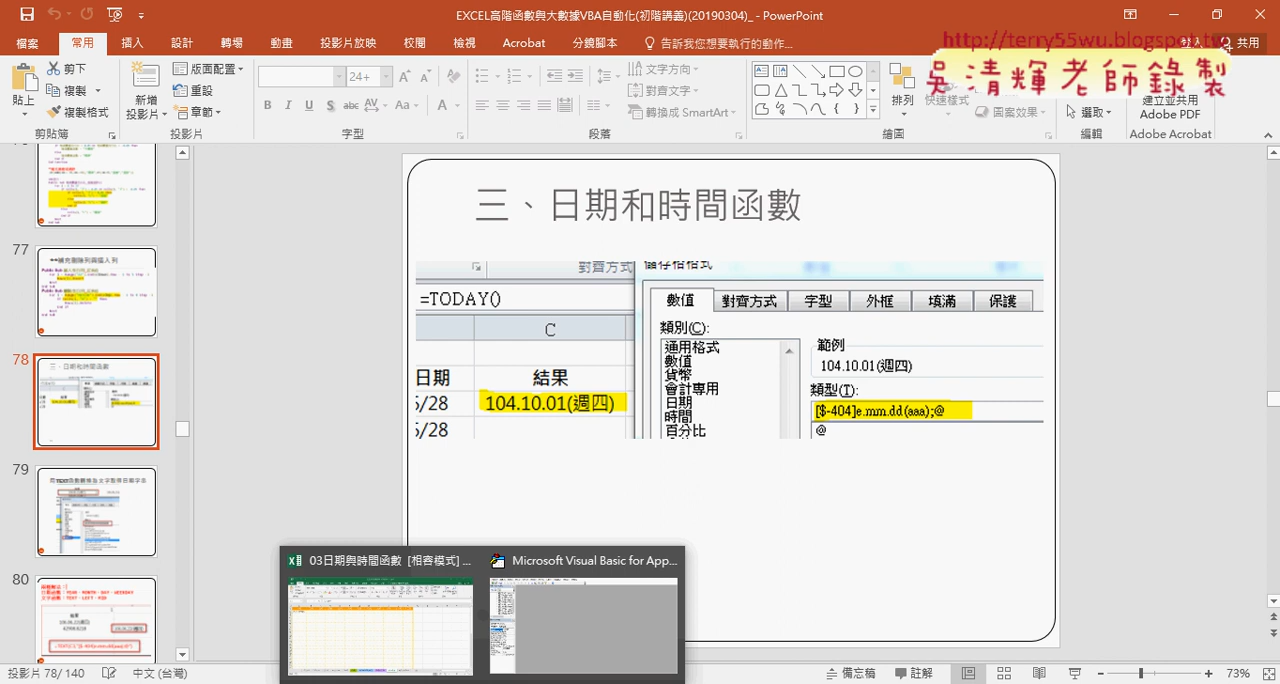 EXCEL高階函數與大數據VBA自動化(初階講義)(20190304)_ - PowerPoint
http://terry55wu.blogspot.tw
吳清輝老師錄製
檔案 常用 插入 設計 轉場 動畫 投影片放映 校閱 檢視 Acrobat 分鏡腳本 告訴我您想要執行的動作... 登入 共用
貼上 剪下 複製 複製格式 剪貼簿
新增投影片 版面配置 重設 章節 投影片
24+ B I U S abc AV Aa A 字型
文字方向 對齊文字 轉換成 SmartArt 段落
排列 快速樣式 圖案效果 繪圖
選取 編輯
建立並共用 Adobe PDF Adobe Acrobat
77
78
79
80
三、日期和時間函數
對齊方式 儲存格格式
=TODAY()
C
日期 結果
5/28 104.10.01(週四)
5/28
數值 對齊方式 字型 外框 填滿 保護
類別(C):
通用格式
數值
貨幣
會計專用
日期
時間
百分比
範例
104.10.01(週四)
類型(T):
[$-404]e.mm.dd(aaa);@
@
03日期與時間函數 [相容模式] ...
Microsoft Visual Basic for App...
投影片 78/ 140 中文 (台灣) 備忘稿 註解 73%